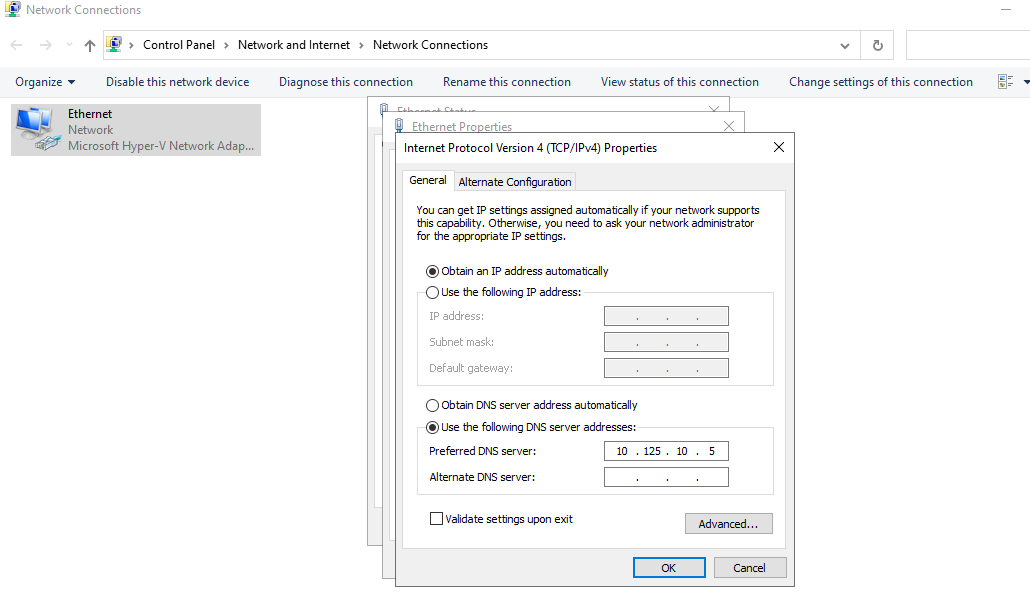 Network Connections
Control Panel > Network and Internet > Network Connections
Organize Disable this network device Diagnose this connection Rename this connection View status of this connection Change settings of this connection
Ethernet
Network
Microsoft Hyper-V Network Adap...
Ethernet Status
Ethernet Properties
Internet Protocol Version 4 (TCP/IPv4) Properties
General Alternate Configuration
You can get IP settings assigned automatically if your network supports
this capability. Otherwise, you need to ask your network administrator
for the appropriate IP settings.
Obtain an IP address automatically
Use the following IP address:
IP address: . . .
Subnet mask: . . .
Default gateway: . . .
Obtain DNS server address automatically
Use the following DNS server addresses:
Preferred DNS server: 10 . 125 . 10 . 5
Alternate DNS server: . . .
Validate settings upon exit
Advanced...
OK Cancel